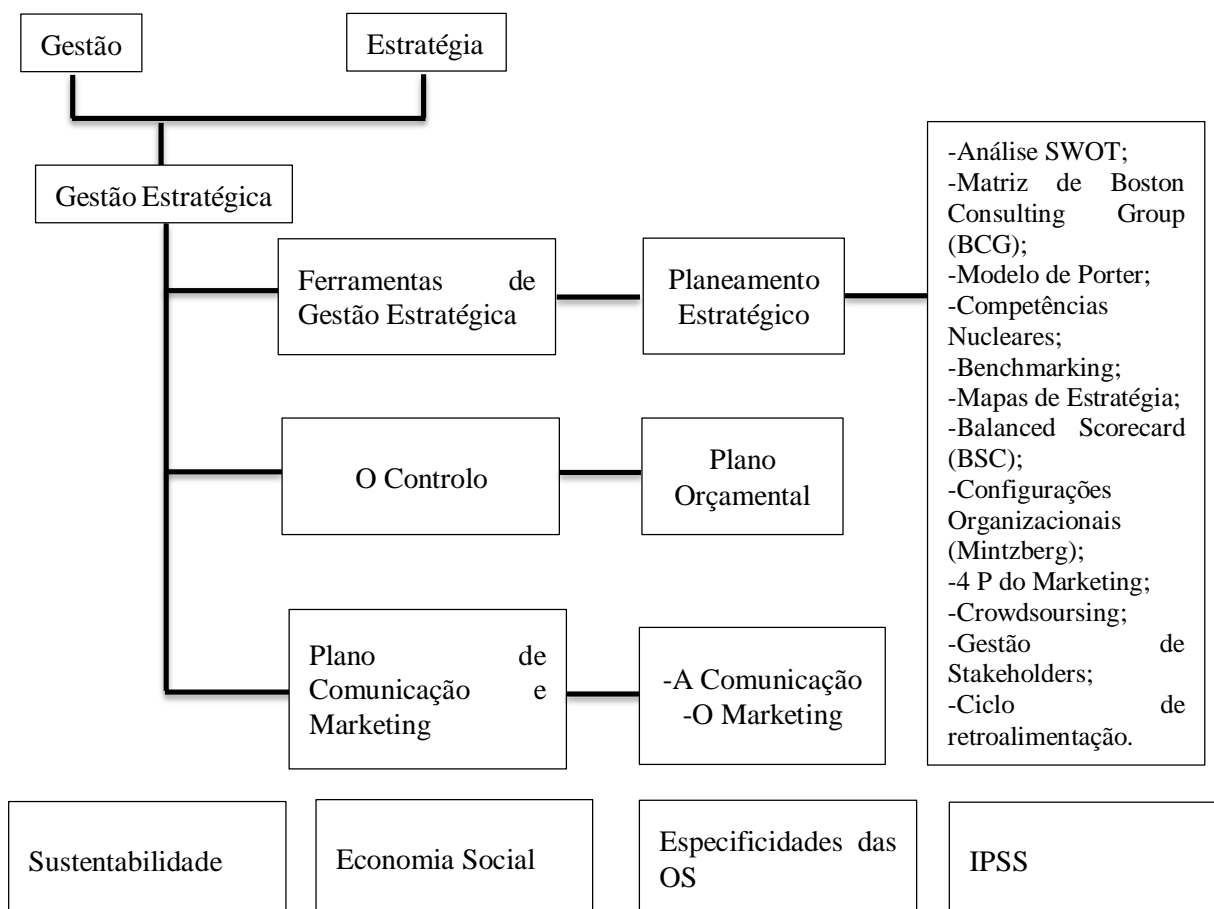 Gestão
Estratégia
Gestão Estratégica
Ferramentas de
Gestão Estratégica
Planeamento
Estratégico
-Análise SWOT;
-Matriz de Boston
Consulting Group
(BCG);
-Modelo de Porter;
-Competências
Nucleares;
-Benchmarking;
-Mapas de Estratégia;
-Balanced Scorecard
(BSC);
-Configurações
Organizacionais
(Mintzberg);
-4 P do Marketing;
-Crowdsoursing;
-Gestão de
Stakeholders;
-Ciclo de
retroalimentação.
O Controlo
Plano
Orçamental
Plano de
Comunicação e
Marketing
-A Comunicação
-O Marketing
Sustentabilidade
Economia Social
Especificidades das
OS
IPSS